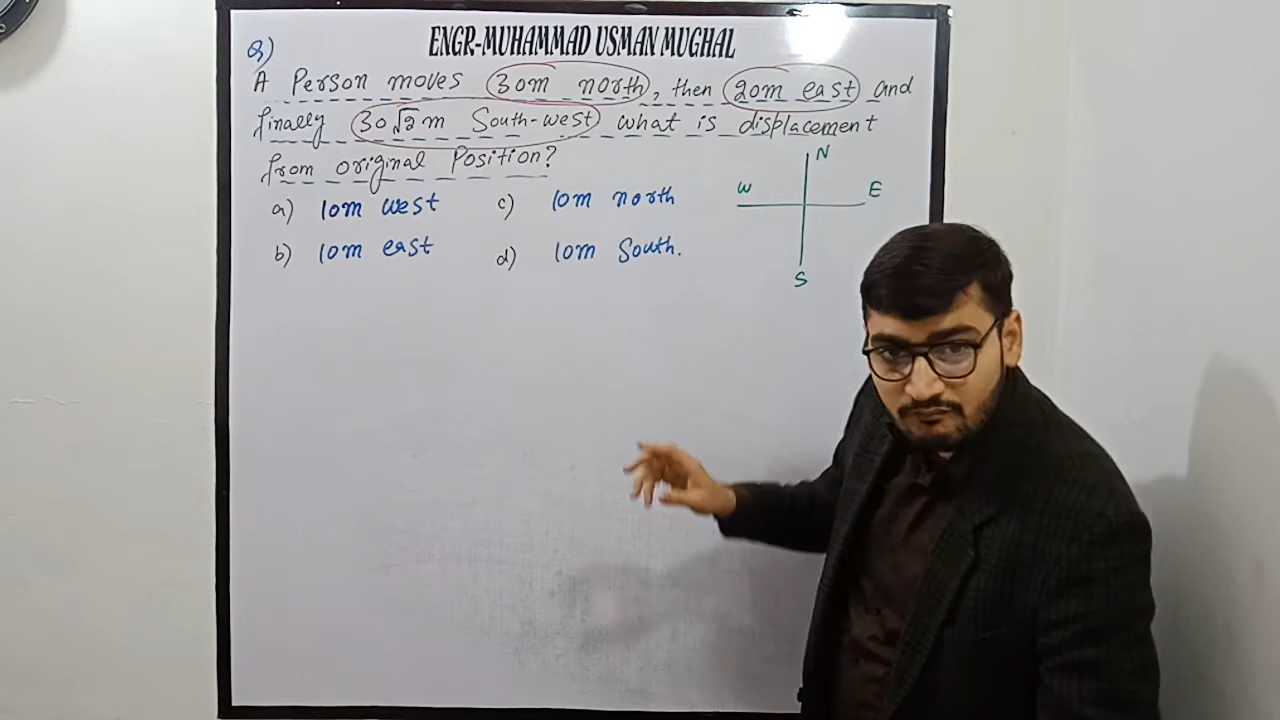 ENGR-MUHAMMAD USMAN MUGHAL
Q)
A Person moves 30m north, then 20m east and
finally 30√2m South-west what is displacement
from original Position?
a) 10m west c) 10m north
b) 10m east d) 10m South.
N
W E
S